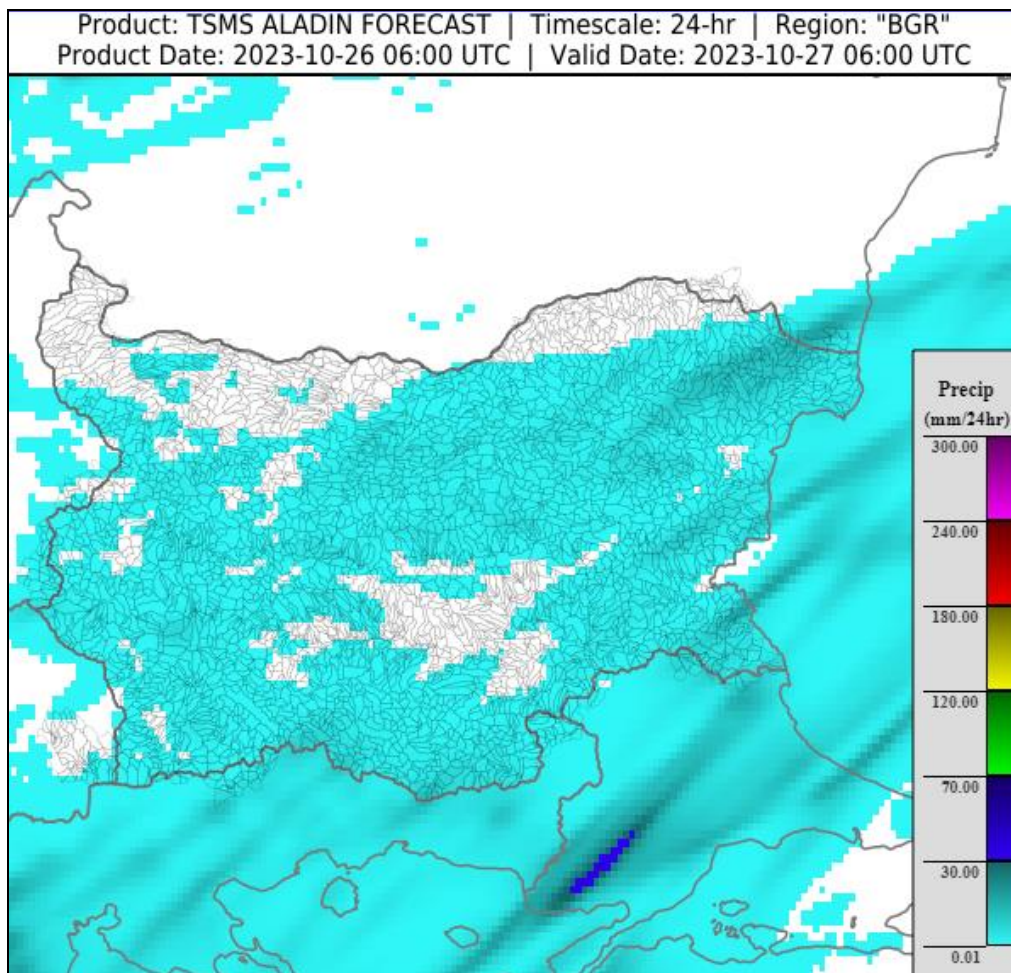 Product: TSMS ALADIN FORECAST | Timescale: 24-hr | Region: "BGR"
Product Date: 2023-10-26 06:00 UTC | Valid Date: 2023-10-27 06:00 UTC
Precip
(mm/24hr)
300.00
240.00
180.00
120.00
70.00
30.00
0.01